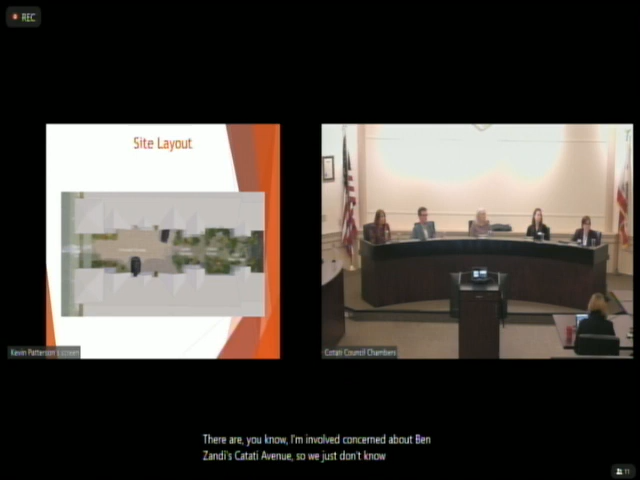 REC
Site Layout
Kevin Patterson's screen
Cotati Council Chambers
There are, you know, I'm involved concerned about Ben
Zandi's Catati Avenue, so we just don't know
11